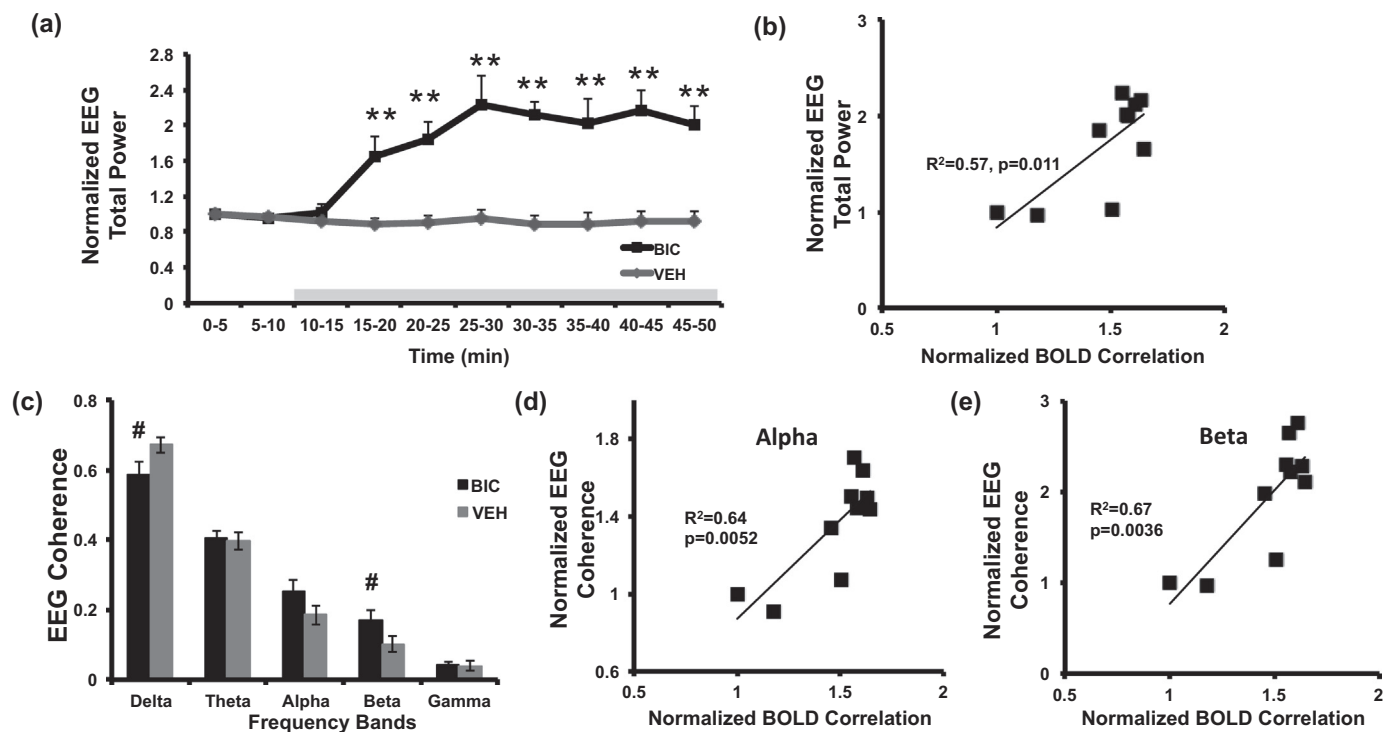 (a)
Normalized EEG
Total Power
2.8
2.4
2
1.6
1.2
0.8
0.4
0
** ** ** ** ** ** **
BIC
VEH
0-5 5-10 10-15 15-20 20-25 25-30 30-35 35-40 40-45 45-50
Time (min)
(b)
Normalized EEG
Total Power
3
2
1
0
R²=0.57, p=0.011
0.5 1 1.5 2
Normalized BOLD Correlation
(c)
EEG Coherence
0.8
0.6
0.4
0.2
0
# #
BIC
VEH
Delta Theta Alpha Beta Gamma
Frequency Bands
(d)
Normalized EEG
Coherence
1.8
1.4
1
0.6
Alpha
R²=0.64
p=0.0052
0.5 1 1.5 2
Normalized BOLD Correlation
(e)
Normalized EEG
Coherence
3
2
1
0
Beta
R²=0.67
p=0.0036
0.5 1 1.5 2
Normalized BOLD Correlation